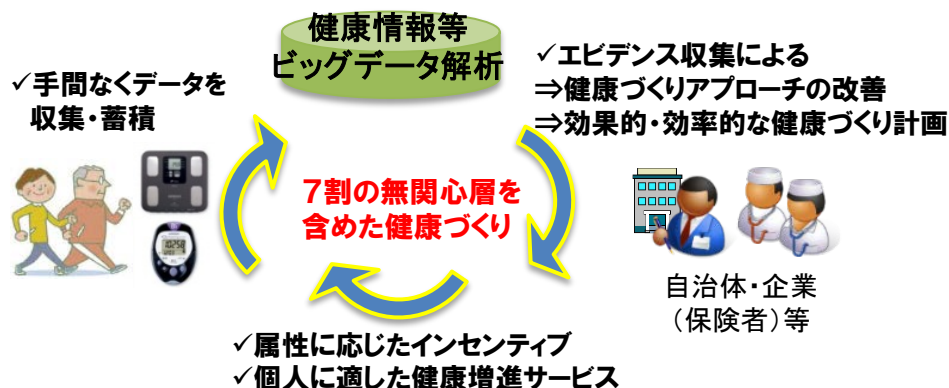 健康情報等
ビッグデータ解析
✓手間なくデータを
収集・蓄積
✓エビデンス収集による
⇒健康づくりアプローチの改善
⇒効果的・効率的な健康づくり計画
7割の無関心層を
含めた健康づくり
10258
自治体・企業
（保険者）等
✓属性に応じたインセンティブ
✓個人に適した健康増進サービス